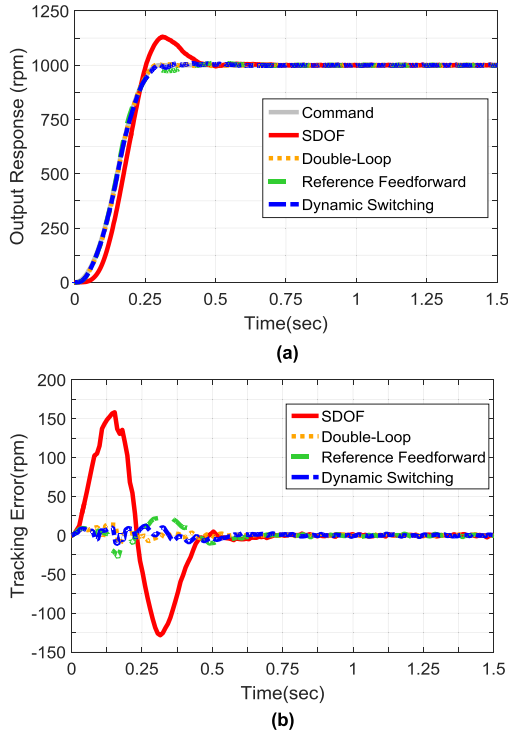 1250
1000
750
500
250
0
Output Response (rpm)
Command
SDOF
Double-Loop
Reference Feedforward
Dynamic Switching
0 0.25 0.5 0.75 1 1.25 1.5
Time(sec)
(a)
200
150
100
50
0
-50
-100
-150
Tracking Error(rpm)
SDOF
Double-Loop
Reference Feedforward
Dynamic Switching
0 0.25 0.5 0.75 1 1.25 1.5
Time(sec)
(b)